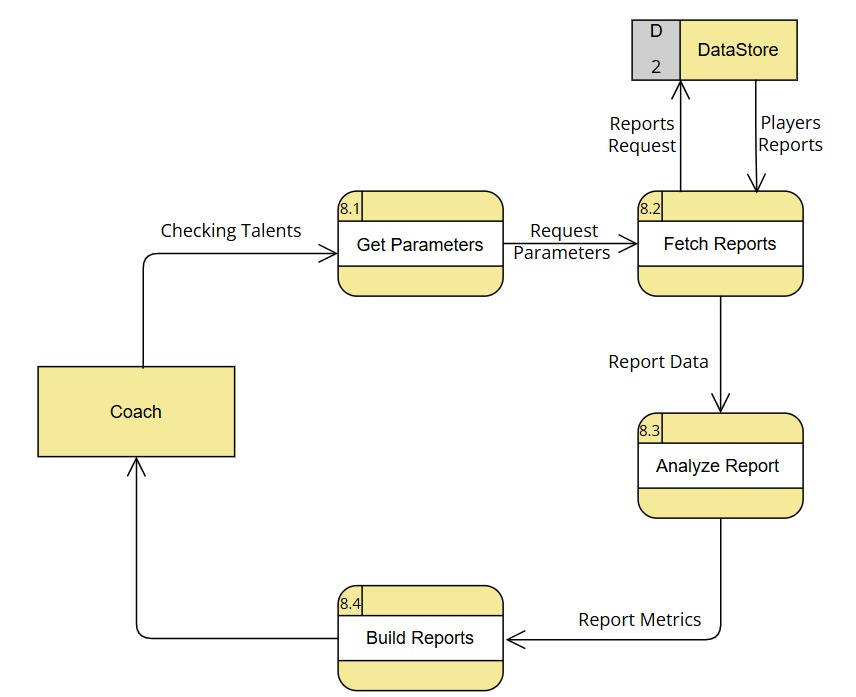 D
2
DataStore
Reports
Request
Players
Reports
Checking Talents
8.1
Get Parameters
Request
Parameters
8.2
Fetch Reports
Report Data
Coach
8.3
Analyze Report
Report Metrics
8.4
Build Reports